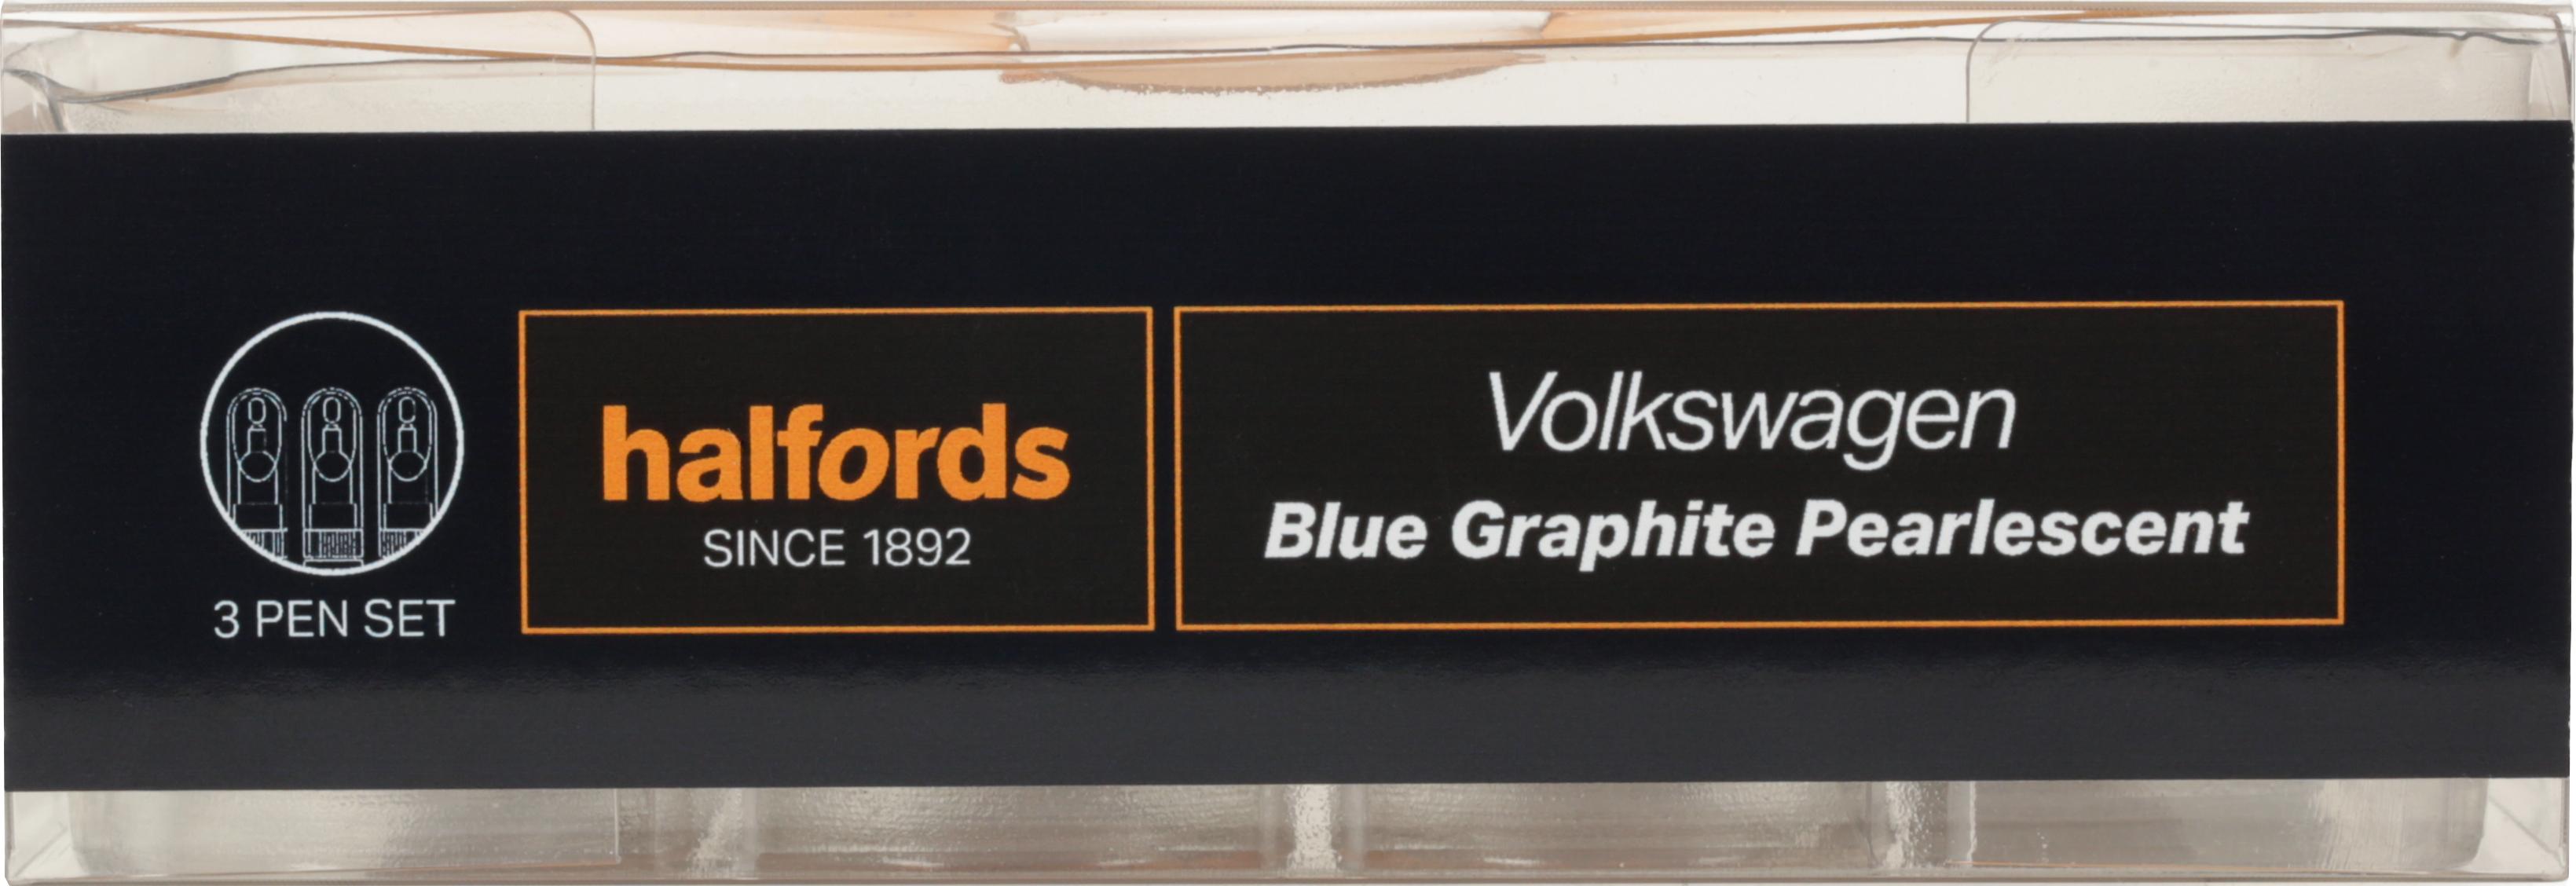 3 PEN SET
halfords
SINCE 1892
Volkswagen
Blue Graphite Pearlescent